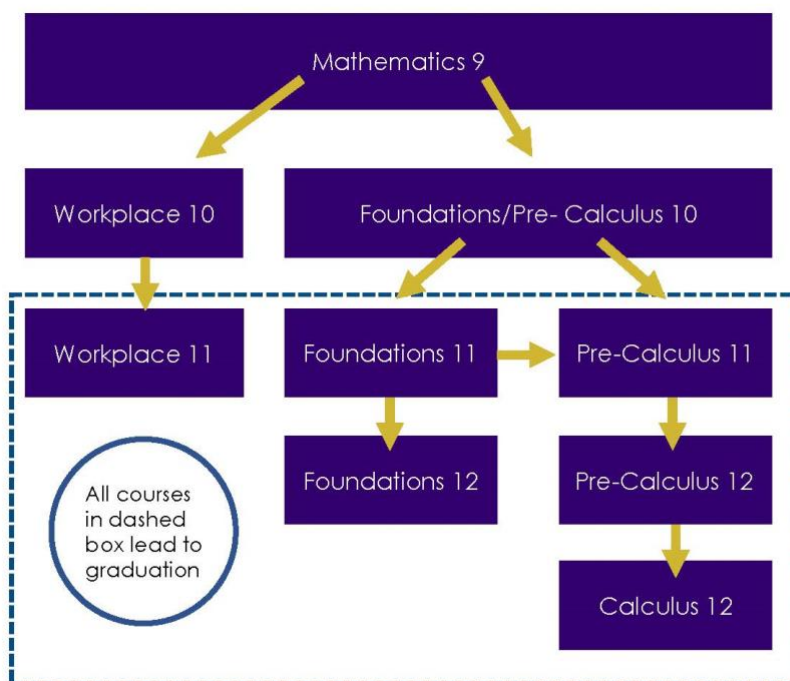 Mathematics 9
Workplace 10
Foundations/Pre- Calculus 10
Workplace 11
Foundations 11
Pre-Calculus 11
Foundations 12
Pre-Calculus 12
All courses
in dashed
box lead to
graduation
Calculus 12